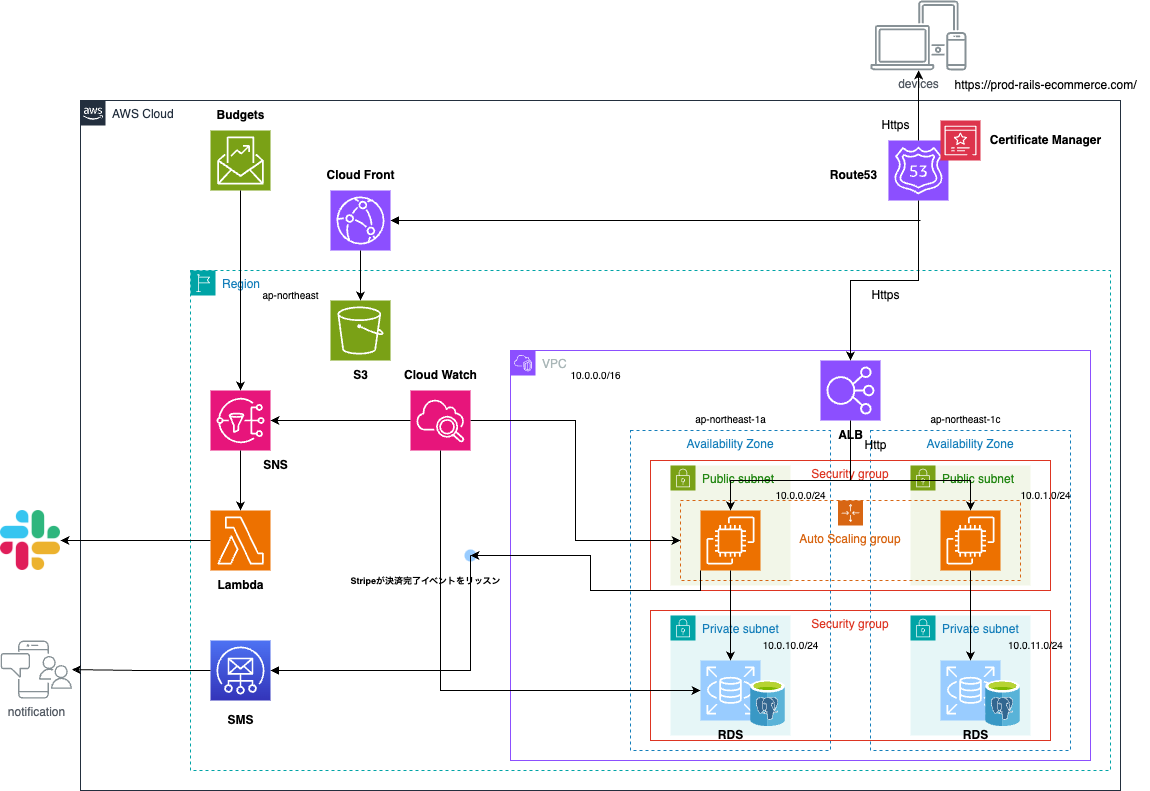 devices
https://prod-rails-ecommerce.com/
aws
AWS Cloud
Budgets
Https
Certificate Manager
53
Route53
Cloud Front
Region
ap-northeast
Https
S3
Cloud Watch
VPC
10.0.0.0/16
ap-northeast-1a
ap-northeast-1c
ALB
Http
Availability Zone
Availability Zone
SNS
Public subnet
Security group
Public subnet
10.0.0.0/24
10.0.1.0/24
Auto Scaling group
Stripeが決済完了イベントをリッスン
Lambda
Private subnet
Security group
Private subnet
10.0.10.0/24
10.0.11.0/24
notification
SMS
RDS
RDS